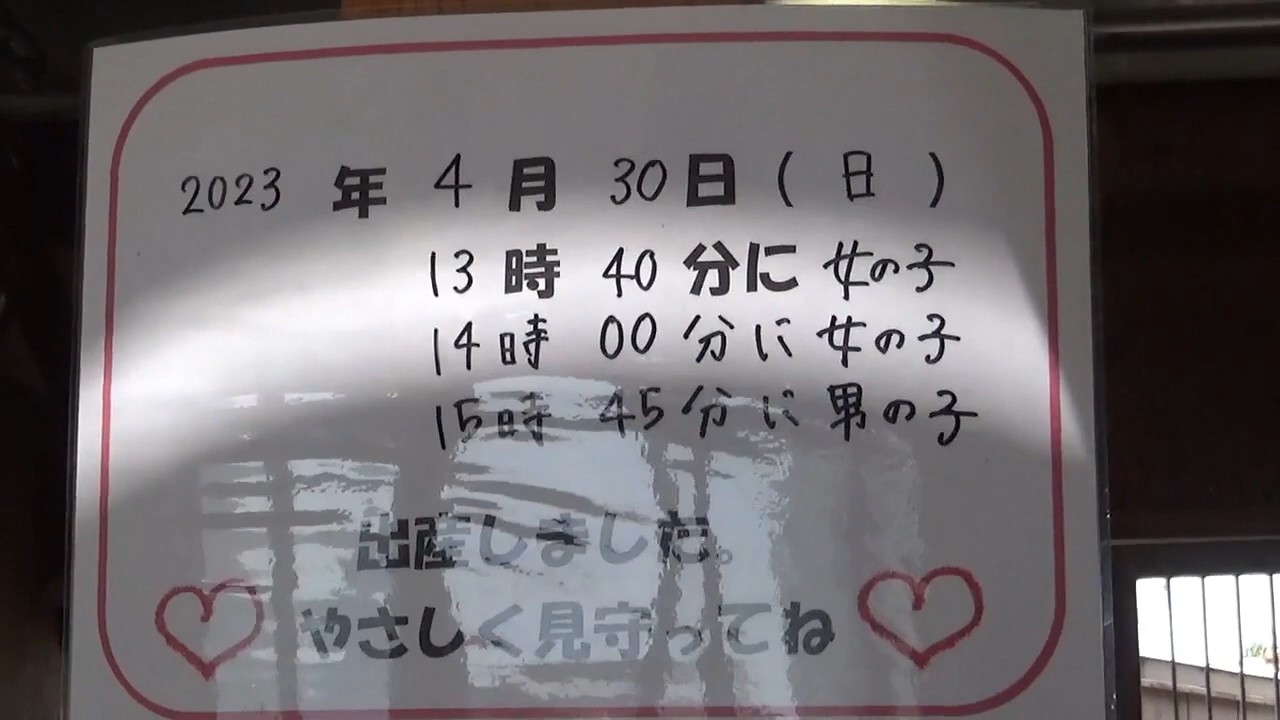 2023 年 4 月 30 日 ( 日 )
13 時 40 分に 女の子
14 時 00 分に 女の子
15 時 45 分に 男の子
出産しました。
やさしく見守ってね